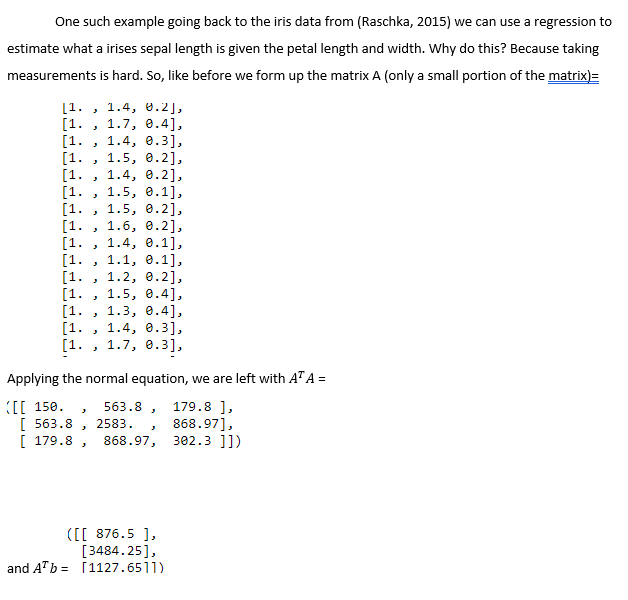 One such example going back to the iris data from (Raschka, 2015) we can use a regression to
estimate what a irises sepal length is given the petal length and width. Why do this? Because taking
measurements is hard. So, like before we form up the matrix A (only a small portion of the matrix)=
[1. , 1.4, 0.2],
[1. , 1.7, 0.4],
[1. , 1.4, 0.3],
[1. , 1.5, 0.2],
[1. , 1.4, 0.2],
[1. , 1.5, 0.1],
[1. , 1.5, 0.2],
[1. , 1.6, 0.2],
[1. , 1.4, 0.1],
[1. , 1.1, 0.1],
[1. , 1.2, 0.2],
[1. , 1.5, 0.4],
[1. , 1.3, 0.4],
[1. , 1.4, 0.3],
[1. , 1.7, 0.3],
Applying the normal equation, we are left with AᵀA =
([[ 150. , 563.8 , 179.8 ],
[ 563.8 , 2583. , 868.97],
[ 179.8 , 868.97, 302.3 ]])
([[ 876.5 ],
[3484.25],
and Aᵀb = [1127.65]])